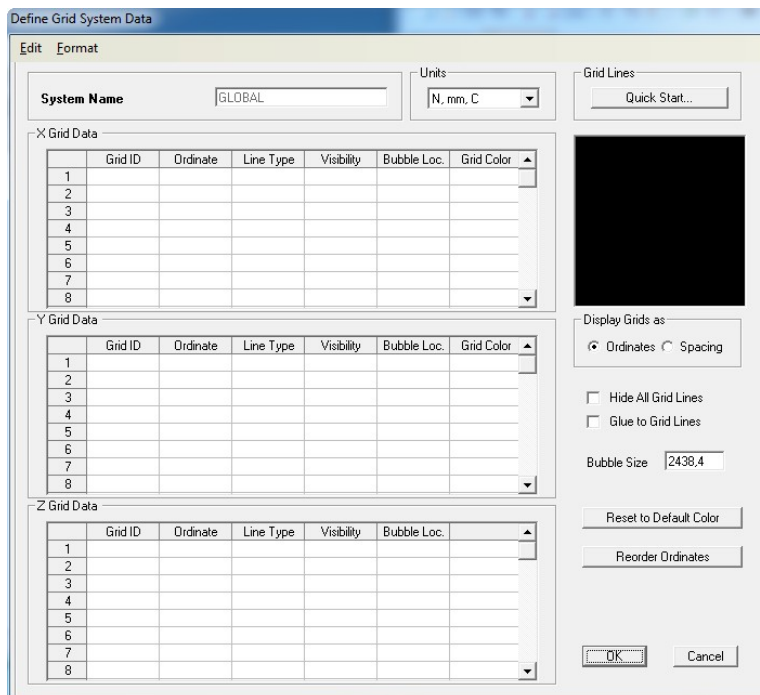 Define Grid System Data
Edit Format
System Name GLOBAL
Units
N, mm, C
Grid Lines
Quick Start...
X Grid Data
Grid ID Ordinate Line Type Visibility Bubble Loc. Grid Color
1
2
3
4
5
6
7
8
Y Grid Data
Grid ID Ordinate Line Type Visibility Bubble Loc. Grid Color
1
2
3
4
5
6
7
8
Z Grid Data
Grid ID Ordinate Line Type Visibility Bubble Loc.
1
2
3
4
5
6
7
8
Display Grids as
Ordinates Spacing
Hide All Grid Lines
Glue to Grid Lines
Bubble Size 2438,4
Reset to Default Color
Reorder Ordinates
OK Cancel